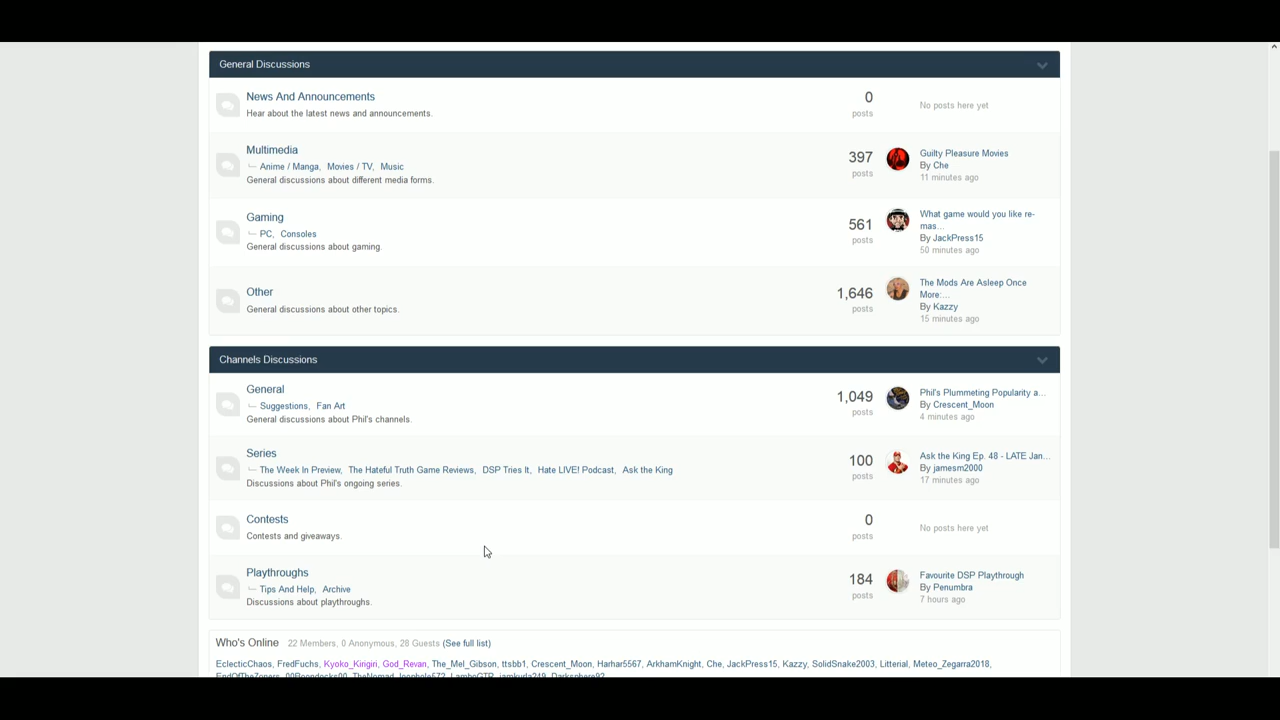 General Discussions
News And Announcements
Hear about the latest news and announcements.
0
posts
No posts here yet
Multimedia
Anime / Manga, Movies / TV, Music
General discussions about different media forms.
397
posts
Guilty Pleasure Movies
By Che
11 minutes ago
Gaming
PC, Consoles
General discussions about gaming.
561
posts
What game would you like re-
mas...
By JackPress15
50 minutes ago
Other
General discussions about other topics.
1,646
posts
The Mods Are Asleep Once
More:...
By Kazzy
15 minutes ago
Channels Discussions
General
Suggestions, Fan Art
General discussions about Phil's channels.
1,049
posts
Phil's Plummeting Popularity a...
By Crescent_Moon
4 minutes ago
Series
The Week In Preview, The Hateful Truth Game Reviews, DSP Tries It, Hate LIVE! Podcast, Ask the King
Discussions about Phil's ongoing series.
100
posts
Ask the King Ep. 48 - LATE Jan...
By jamesm2000
17 minutes ago
Contests
Contests and giveaways.
0
posts
No posts here yet
Playthroughs
Tips And Help, Archive
Discussions about playthroughs.
184
posts
Favourite DSP Playthrough
By Penumbra
7 hours ago
Who's Online 22 Members, 0 Anonymous, 28 Guests (See full list)
EclecticChaos, FredFuchs, Kyoko_Kirigiri, God_Revan, The_Mel_Gibson, ttsbb1, Crescent_Moon, Harhar5567, ArkhamKnight, Che, JackPress15, Kazzy, SolidSnake2003, Litterial, Meteo_Zegarra2018,